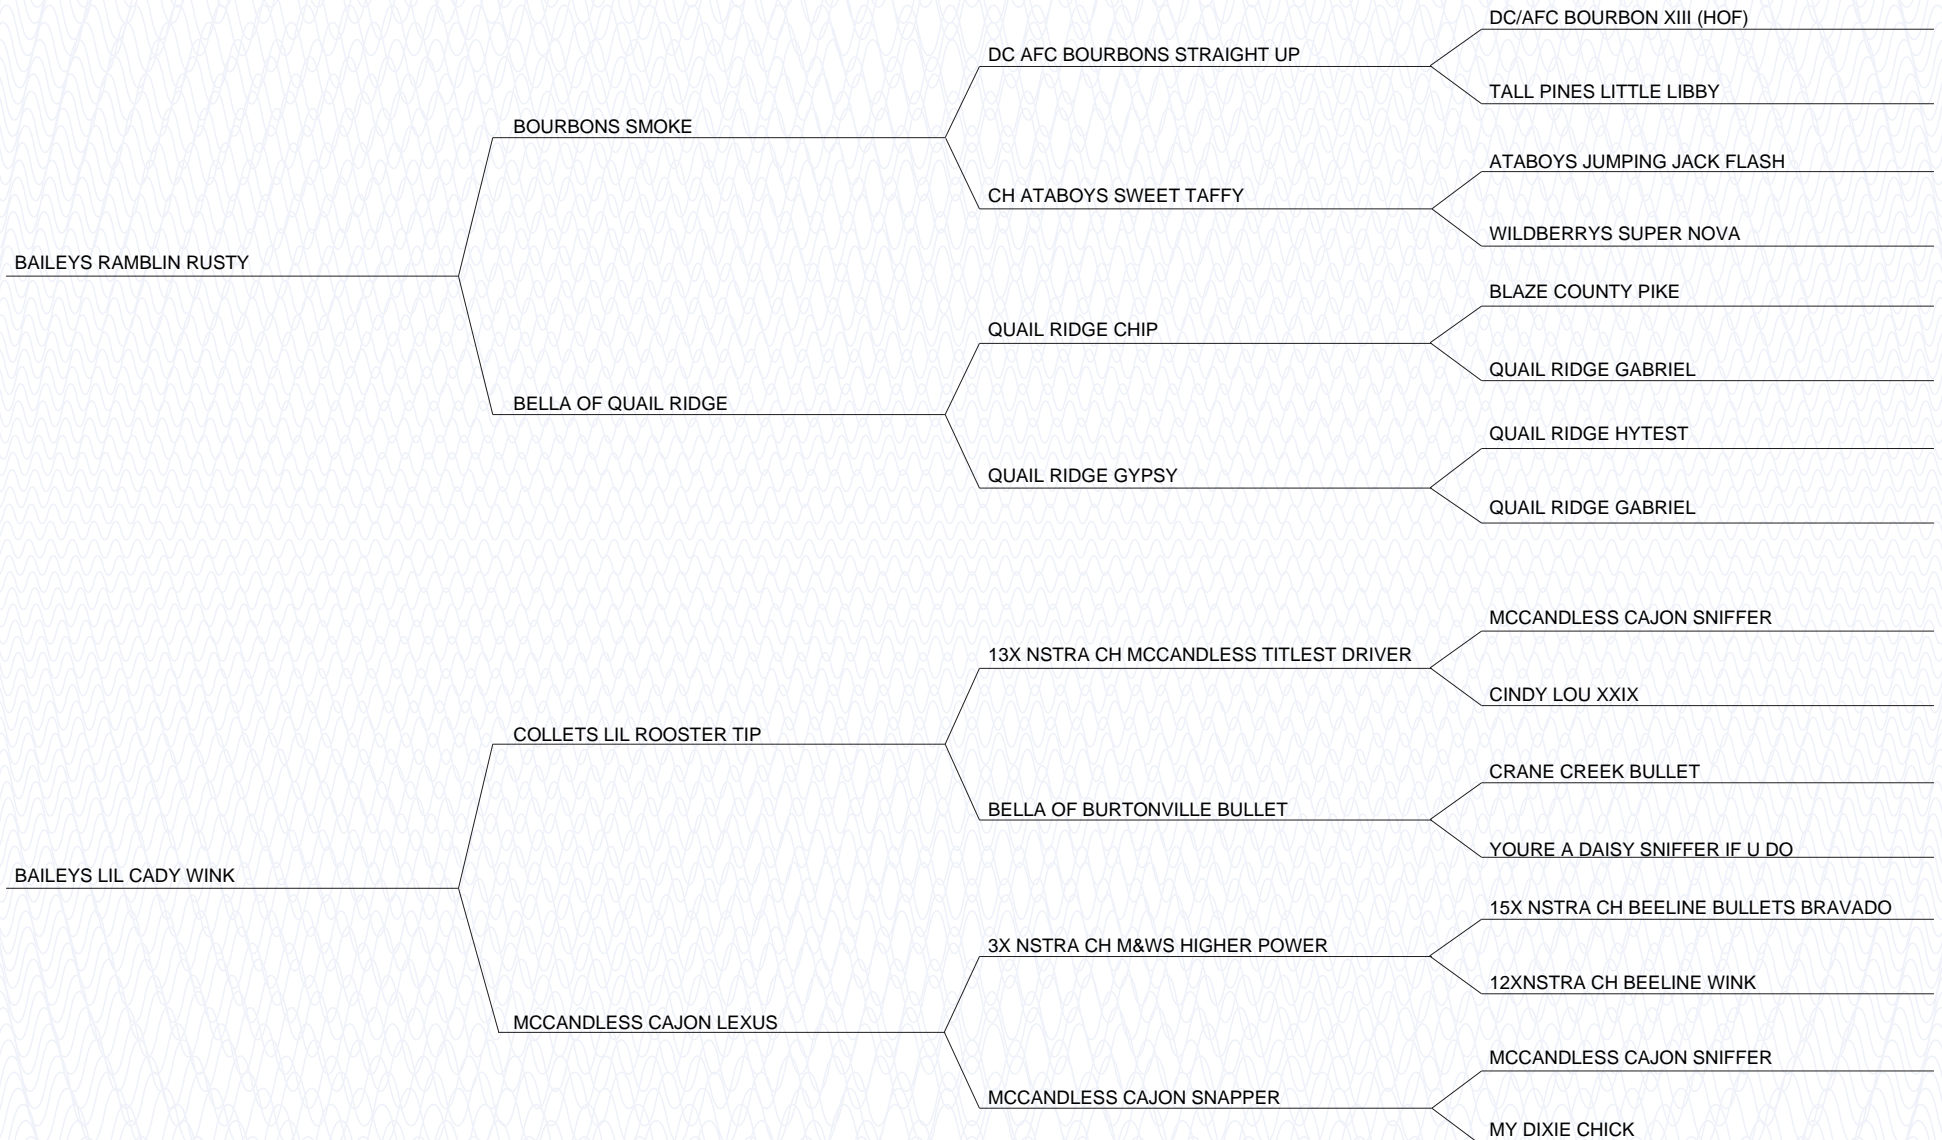 DC/AFC BOURBON XIII (HOF)
DC AFC BOURBONS STRAIGHT UP
TALL PINES LITTLE LIBBY
BOURBONS SMOKE
ATABOYS JUMPING JACK FLASH
CH ATABOYS SWEET TAFFY
WILDBERRYS SUPER NOVA
BAILEYS RAMBLIN RUSTY
BLAZE COUNTY PIKE
QUAIL RIDGE CHIP
QUAIL RIDGE GABRIEL
BELLA OF QUAIL RIDGE
QUAIL RIDGE HYTEST
QUAIL RIDGE GYPSY
QUAIL RIDGE GABRIEL
MCCANDLESS CAJON SNIFFER
13X NSTRA CH MCCANDLESS TITLEST DRIVER
CINDY LOU XXIX
COLLETS LIL ROOSTER TIP
CRANE CREEK BULLET
BELLA OF BURTONVILLE BULLET
YOURE A DAISY SNIFFER IF U DO
BAILEYS LIL CADY WINK
15X NSTRA CH BEELINE BULLETS BRAVADO
3X NSTRA CH M&WS HIGHER POWER
12XNSTRA CH BEELINE WINK
MCCANDLESS CAJON LEXUS
MCCANDLESS CAJON SNIFFER
MCCANDLESS CAJON SNAPPER
MY DIXIE CHICK